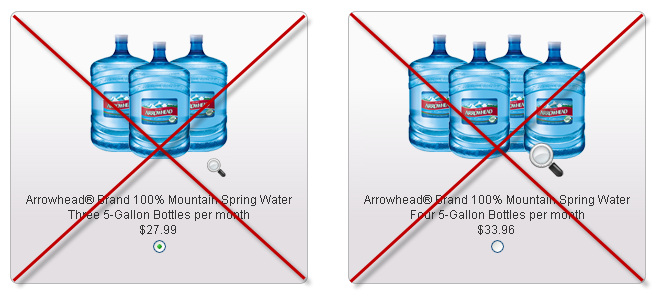 ARROWHEAD
ARROWHEAD
ARROWHEAD
Arrowhead® Brand 100% Mountain Spring Water
Three 5-Gallon Bottles per month
$27.99
ARROWHEAD
ARROWHEAD
ARROWHEAD
ARROWHEAD
Arrowhead® Brand 100% Mountain Spring Water
Four 5-Gallon Bottles per month
$33.96